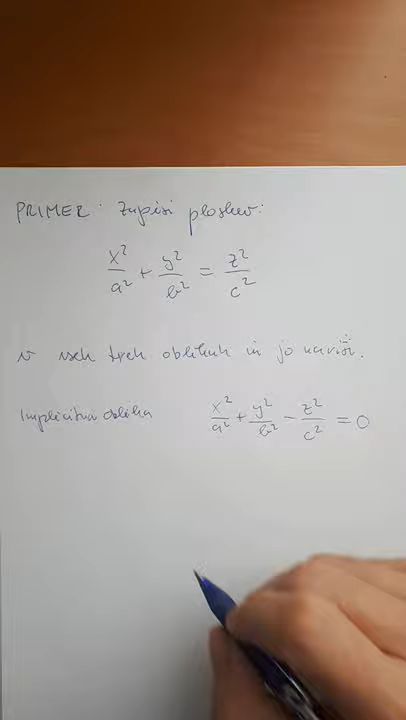 PRIMER: Zapiši ploskev:
x²/a² + y²/b² = z²/c²
v vseh treh oblikah in jo nariši.
Implicitna oblika x²/a² + y²/b² - z²/c² = 0